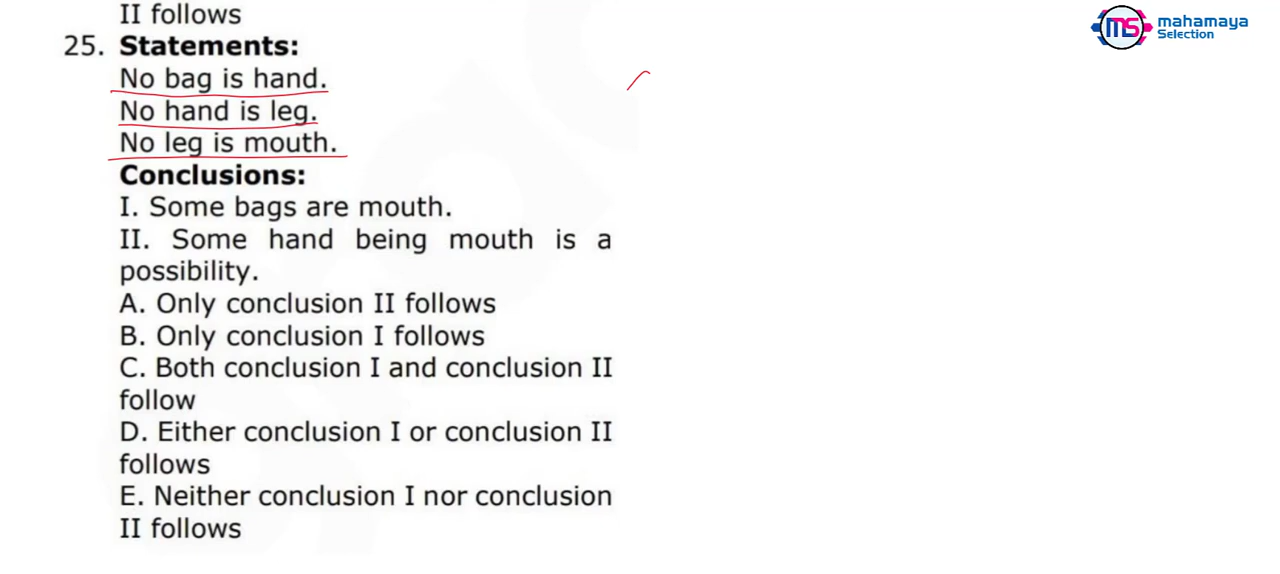 II follows
mahamaya
MS
Selection
25. Statements:
No bag is hand.
No hand is leg.
No leg is mouth.
Conclusions:
I. Some bags are mouth.
II. Some hand being mouth is a
possibility.
A. Only conclusion II follows
B. Only conclusion I follows
C. Both conclusion I and conclusion II
follow
D. Either conclusion I or conclusion II
follows
E. Neither conclusion I nor conclusion
II follows